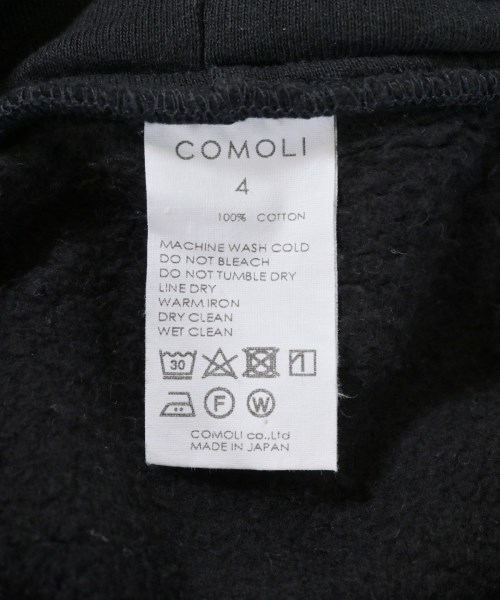 COMOLI
4
100% COTTON
MACHINE WASH COLD
DO NOT BLEACH
DO NOT TUMBLE DRY
LINE DRY
WARM IRON
DRY CLEAN
WET CLEAN
30
F W
COMOLI co.,Ltd
MADE IN JAPAN